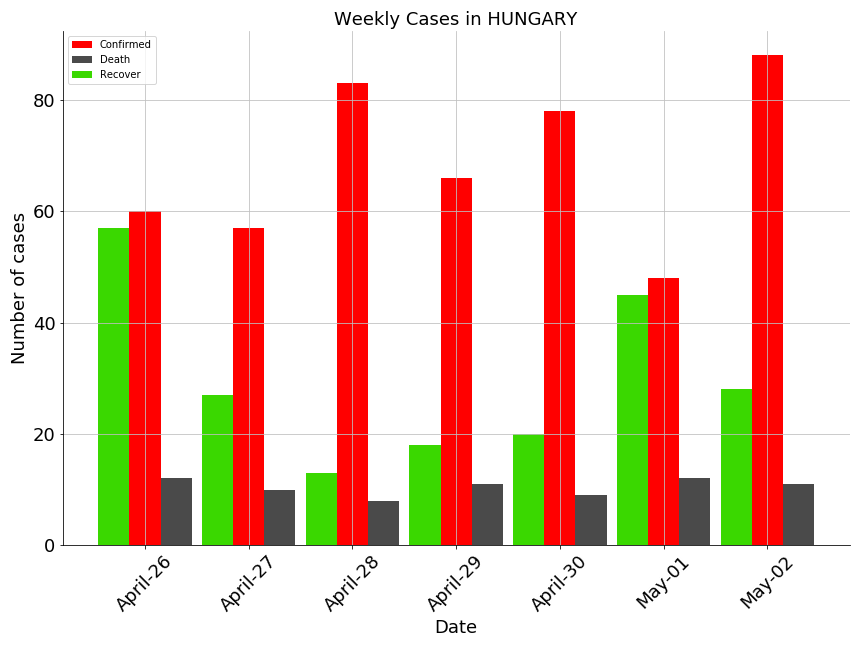 Weekly Cases in HUNGARY
Confirmed
Death
Recover
Number of cases
80
60
40
20
0
April-26
April-27
April-28
April-29
April-30
May-01
May-02
Date